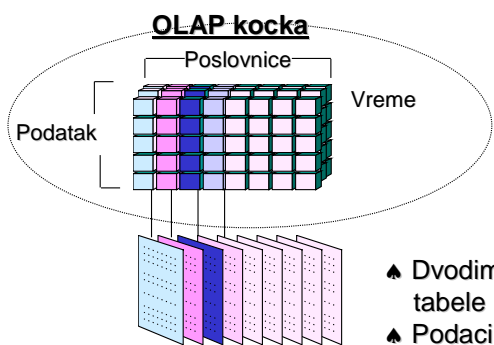 OLAP kocka
Poslovnice
Vreme
Podatak
♠ Dvodim
tabele
♠ Podaci